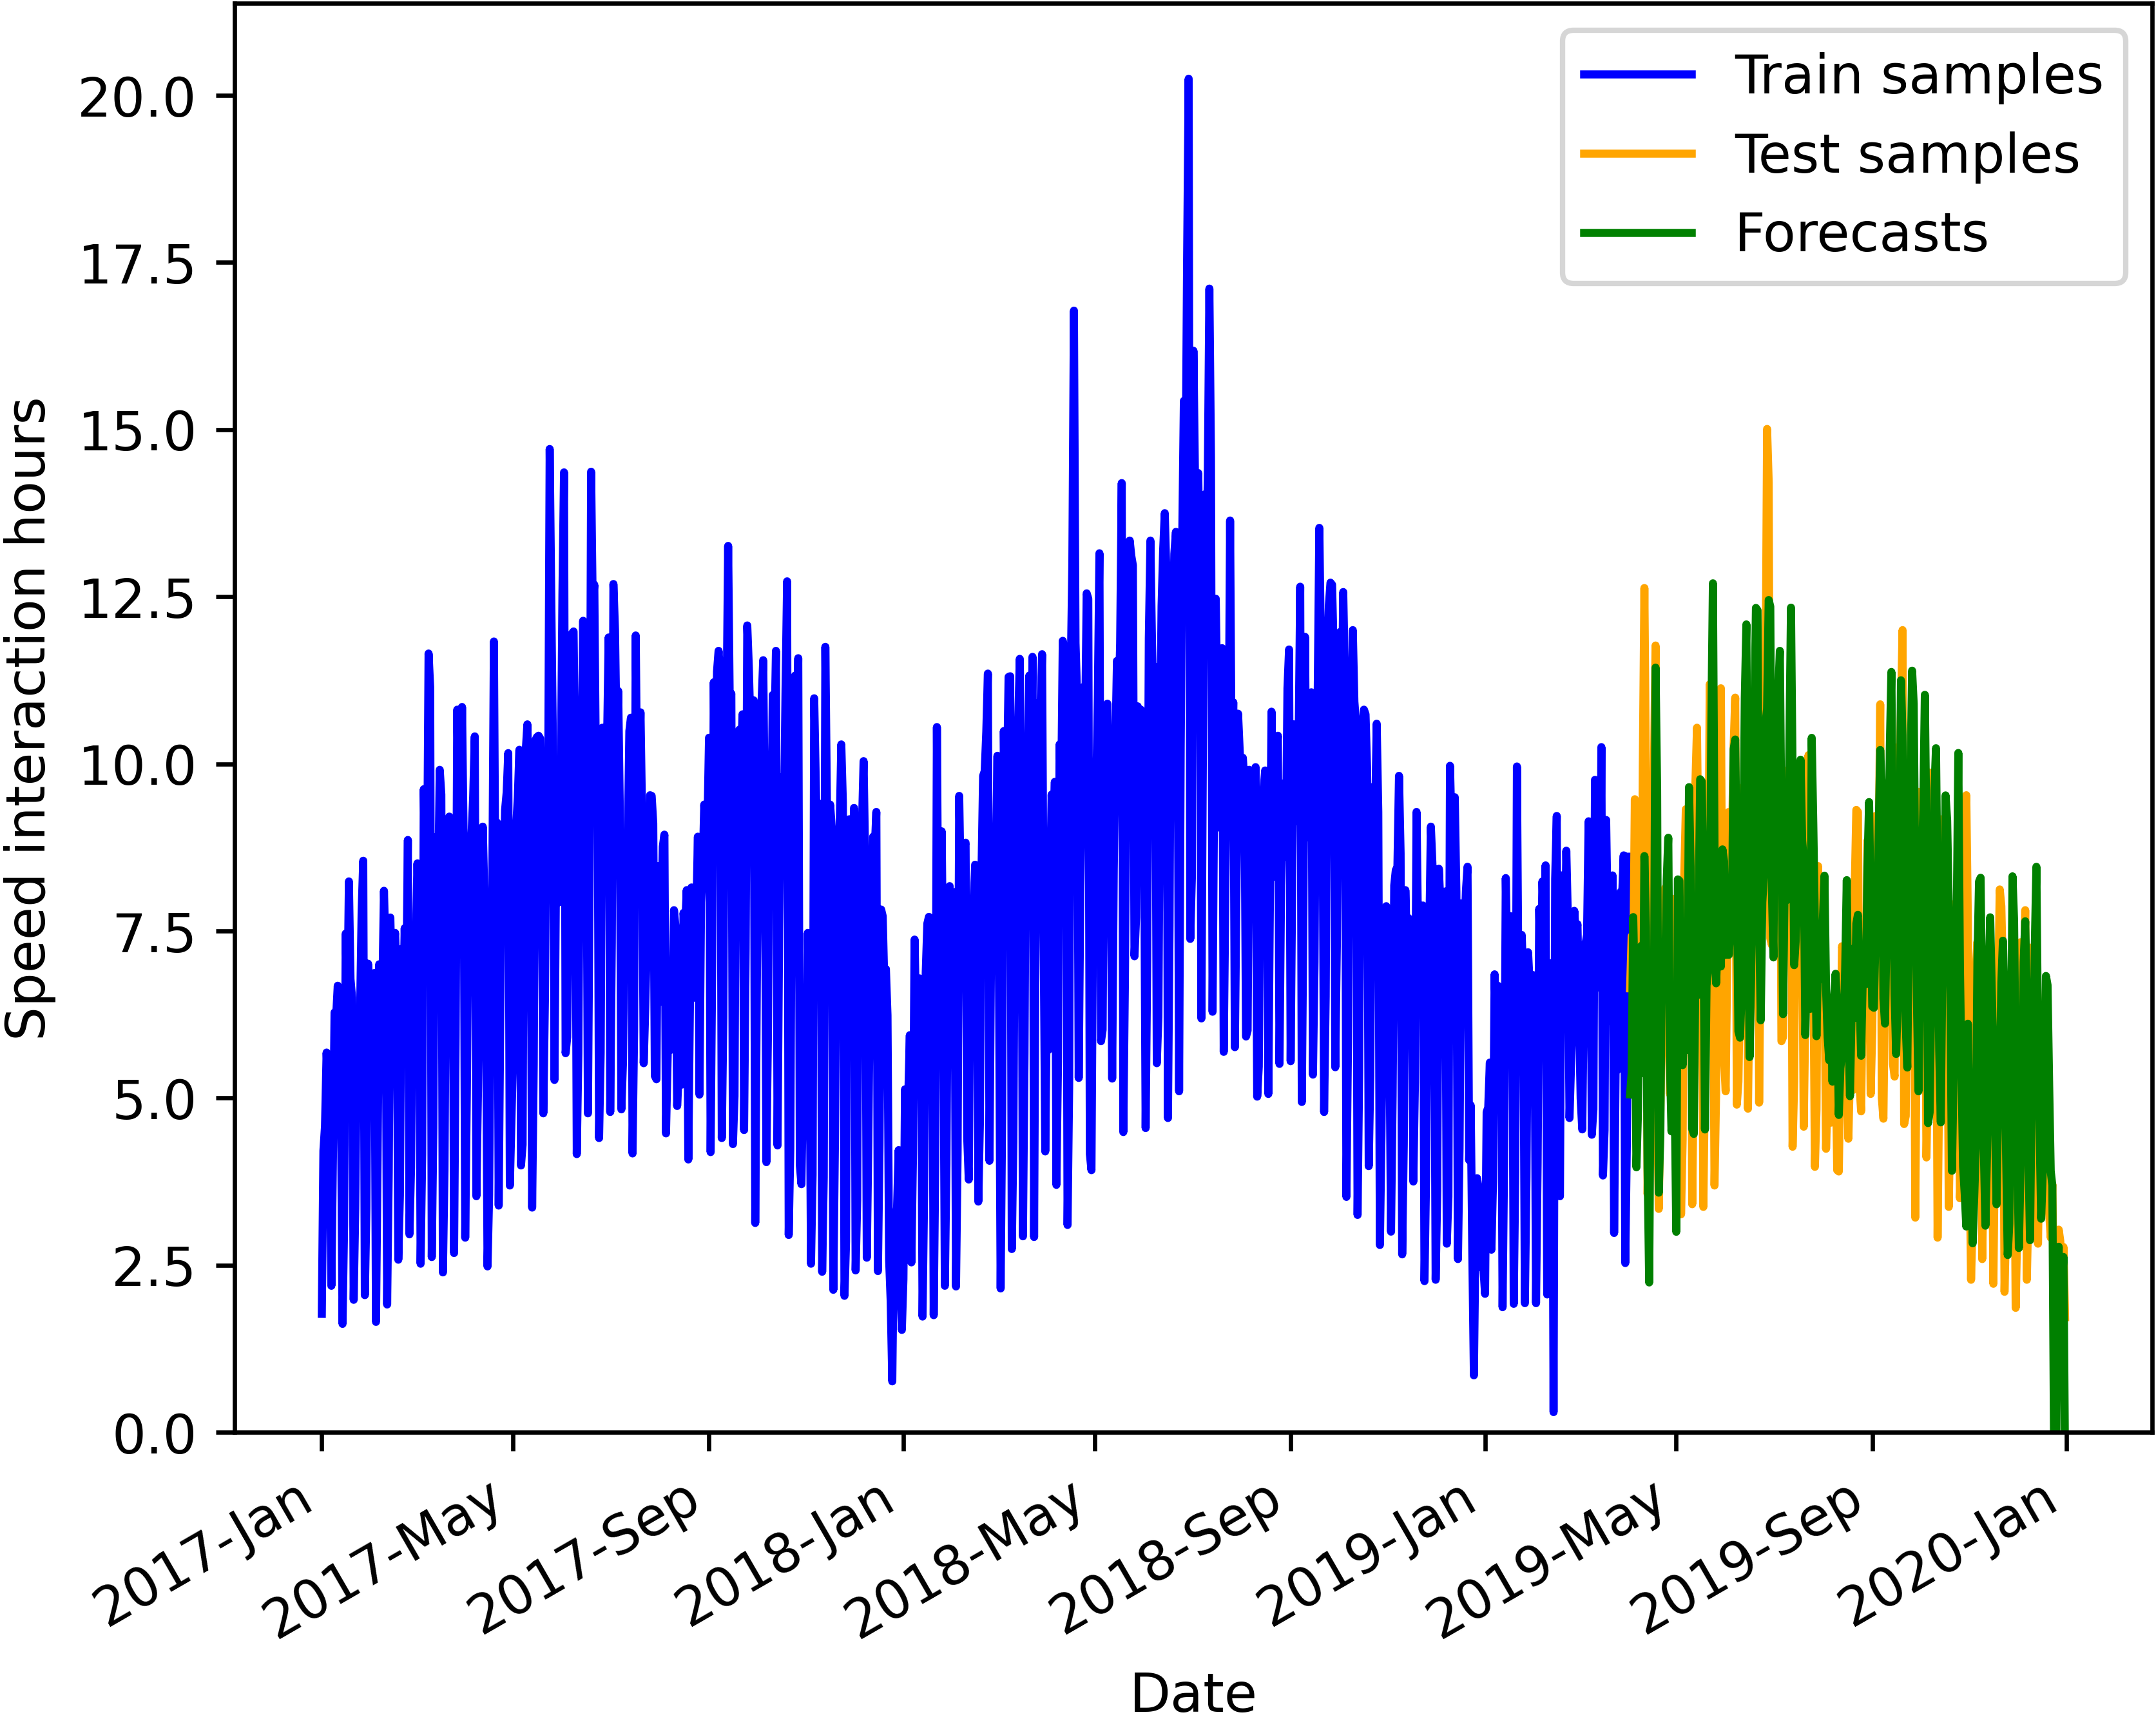 Train samples
Test samples
Forecasts
20.0
17.5
15.0
12.5
10.0
7.5
5.0
2.5
0.0
Speed interaction hours
2017-Jan
2017-May
2017-Sep
2018-Jan
2018-May
2018-Sep
2019-Jan
2019-May
2019-Sep
2020-Jan
Date